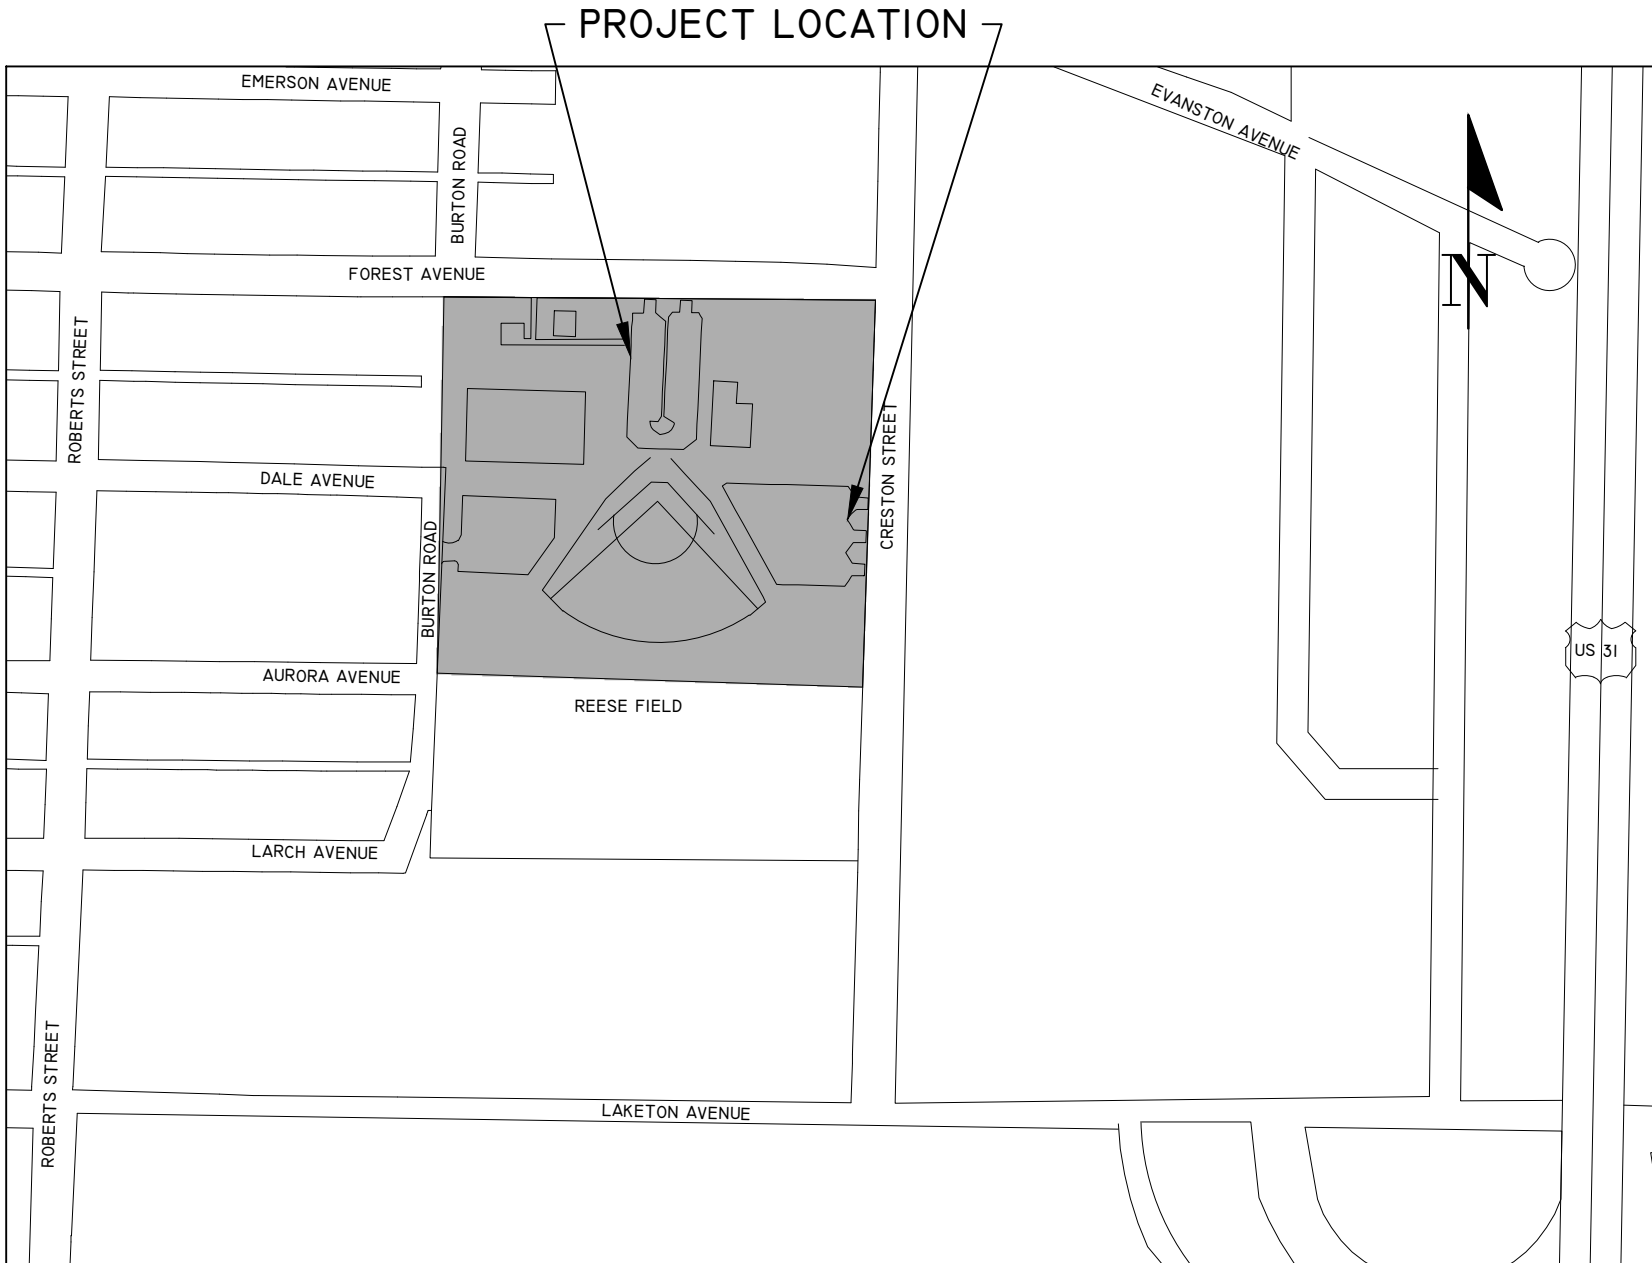 PROJECT LOCATION
EMERSON AVENUE
EVANSTON AVENUE
BURTON ROAD
FOREST AVENUE
N
ROBERTS STREET
CRESTON STREET
DALE AVENUE
BURTON ROAD
US 31
AURORA AVENUE
REESE FIELD
LARCH AVENUE
ROBERTS STREET
LAKETON AVENUE